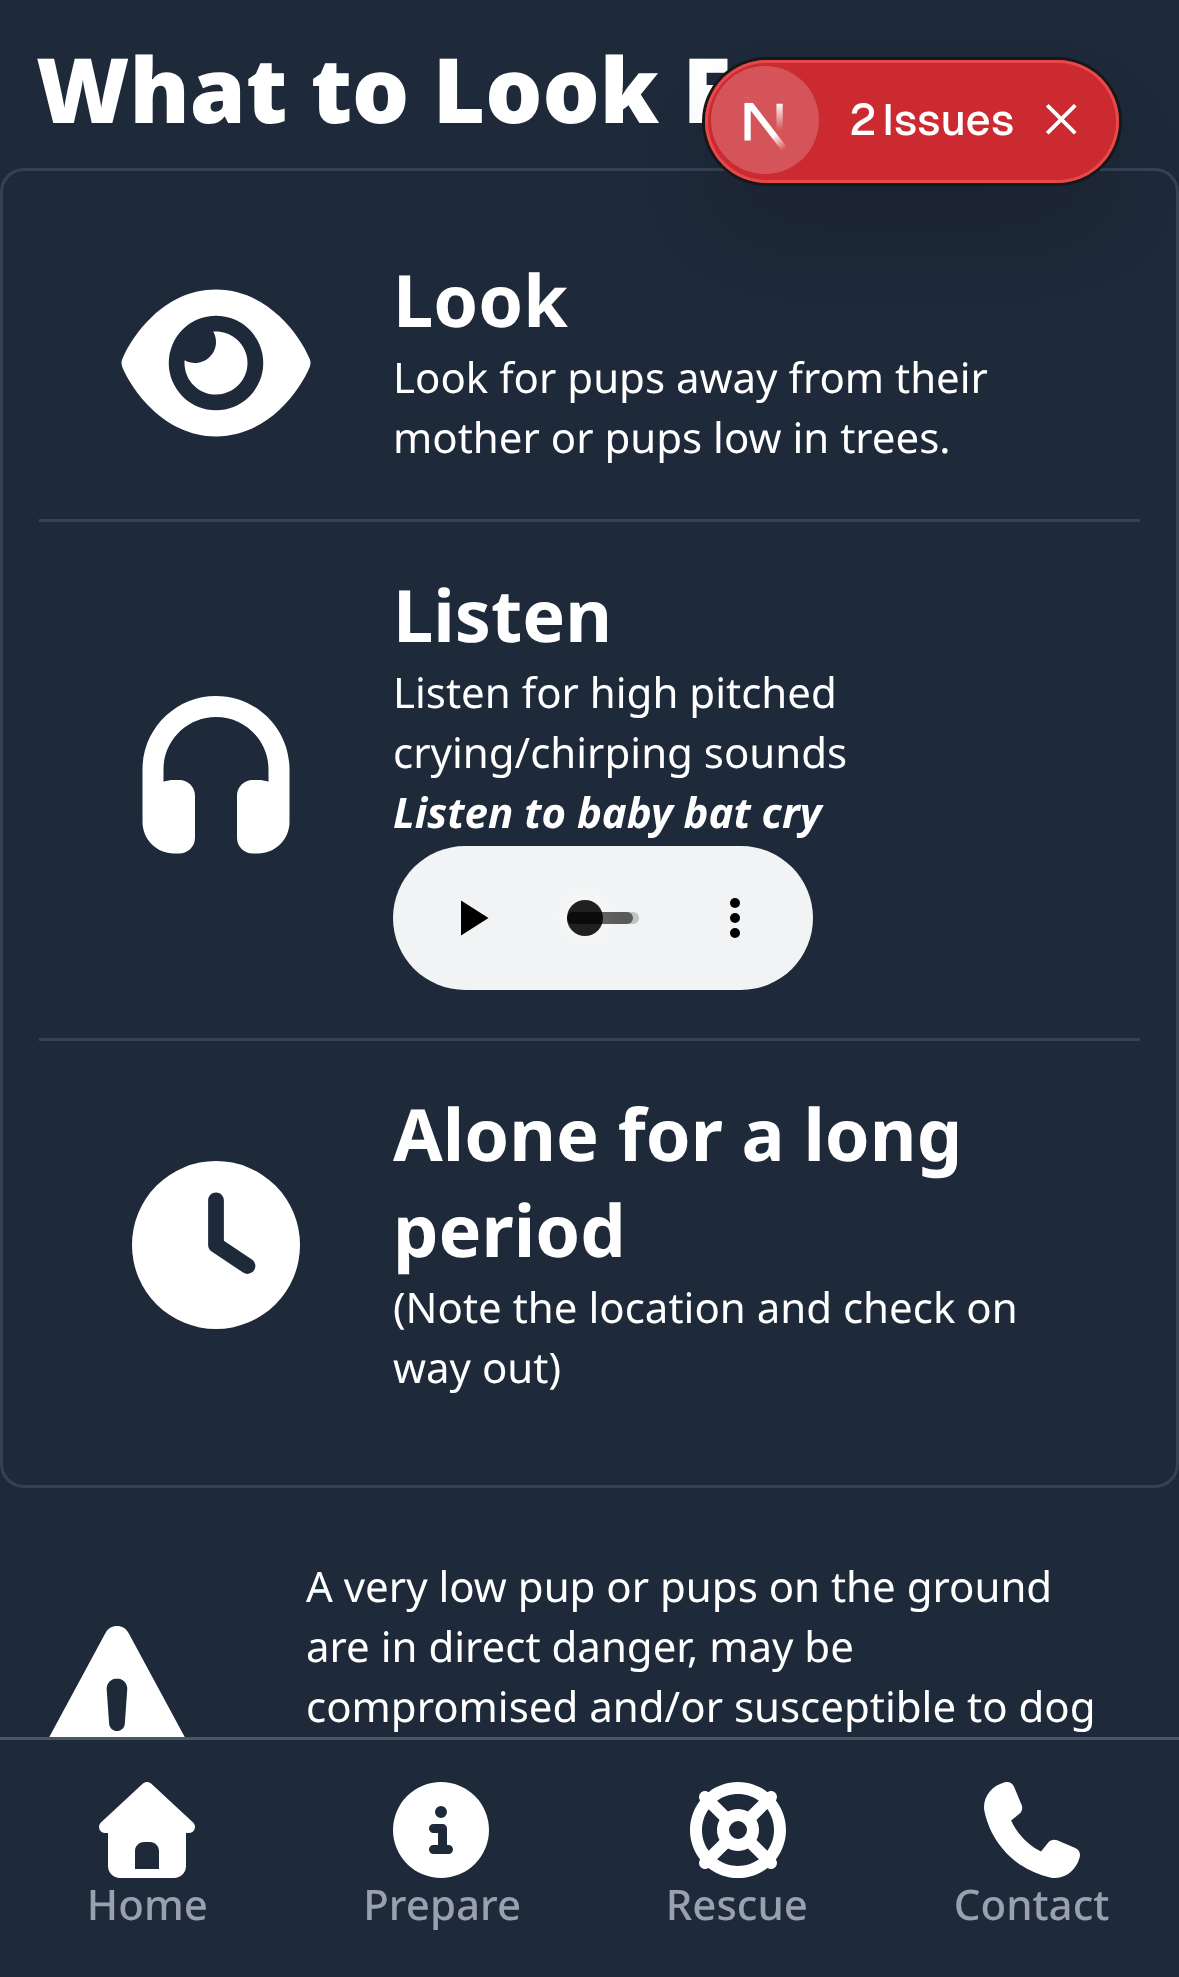 What to Look F
N 2 Issues
Look
Look for pups away from their
mother or pups low in trees.
Listen
Listen for high pitched
crying/chirping sounds
Listen to baby bat cry
Alone for a long
period
(Note the location and check on
way out)
A very low pup or pups on the ground
are in direct danger, may be
compromised and/or susceptible to dog
Home Prepare Rescue Contact